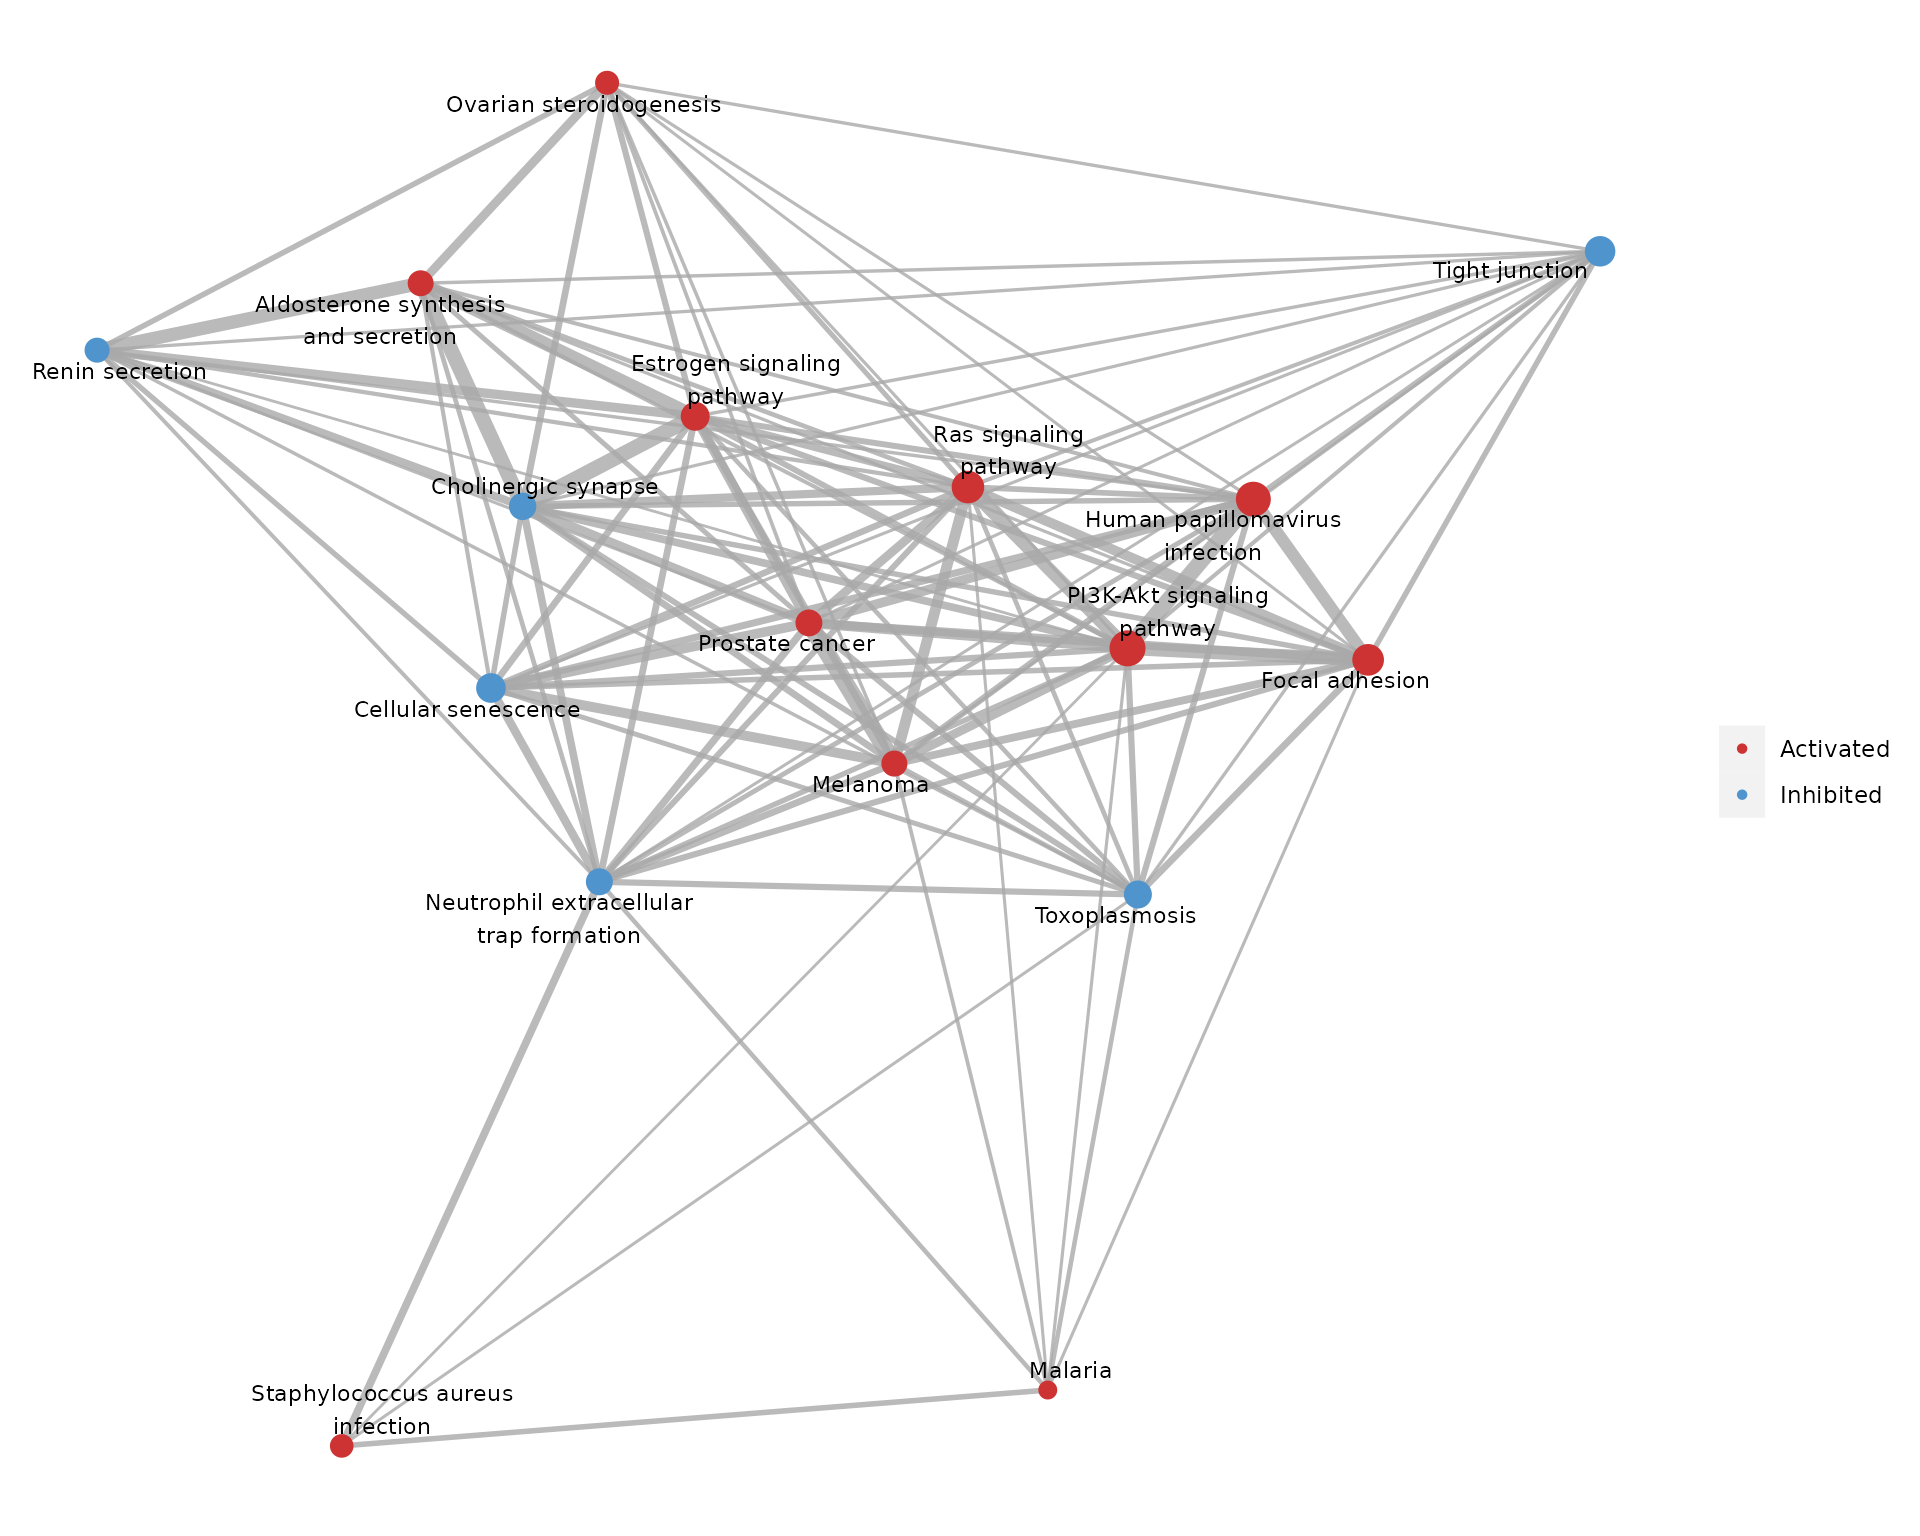 Ovarian steroidogenesis
Tight junction
Aldosterone synthesis
and secretion
Renin secretion
Estrogen signaling
pathway
Ras signaling
pathway
Cholinergic synapse
Human papillomavirus
infection
PI3K-Akt signaling
pathway
Prostate cancer
Focal adhesion
Cellular senescence
Activated
Inhibited
Melanoma
Neutrophil extracellular
trap formation
Toxoplasmosis
Malaria
Staphylococcus aureus
infection